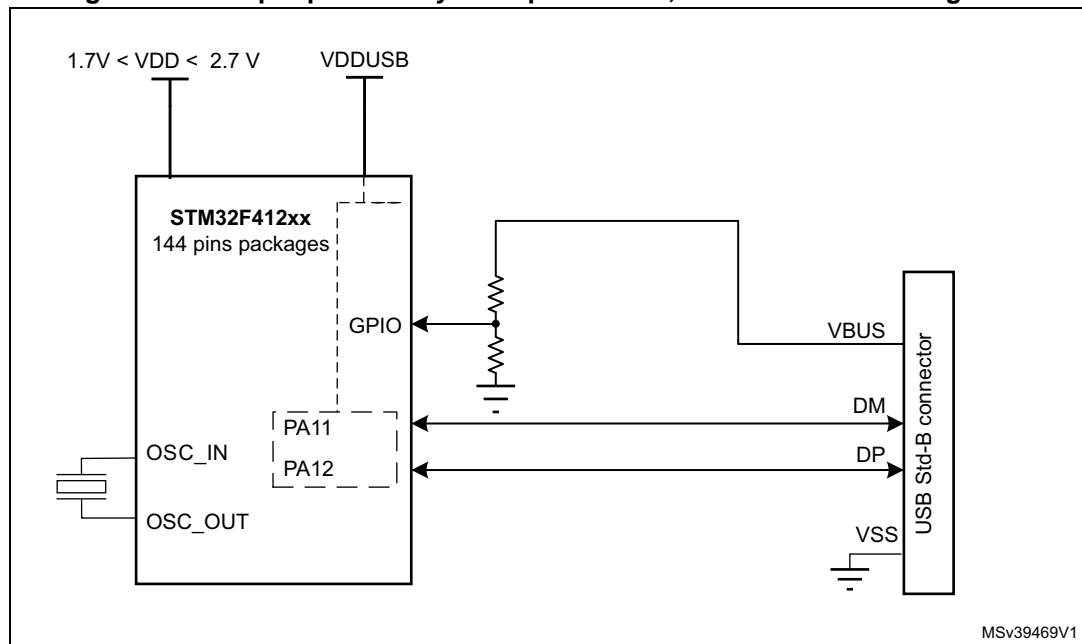 1.7V < VDD < 2.7 V
VDDUSB
STM32F412xx
144 pins packages
GPIO
VBUS
DM
PA11
DP
PA12
OSC_IN
OSC_OUT
VSS
USB Std-B connector
MSv39469V1